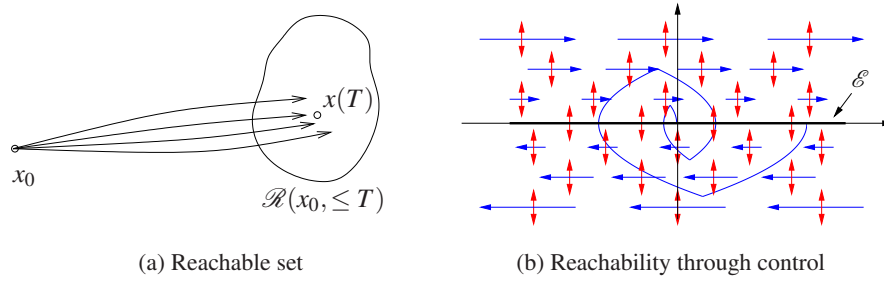 x(T)
x₀
ℛ(x₀, ≤ T)
ℰ
(a) Reachable set
(b) Reachability through control